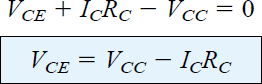 V_CE + I_C R_C − V_CC = 0
V_CE = V_CC − I_C R_C